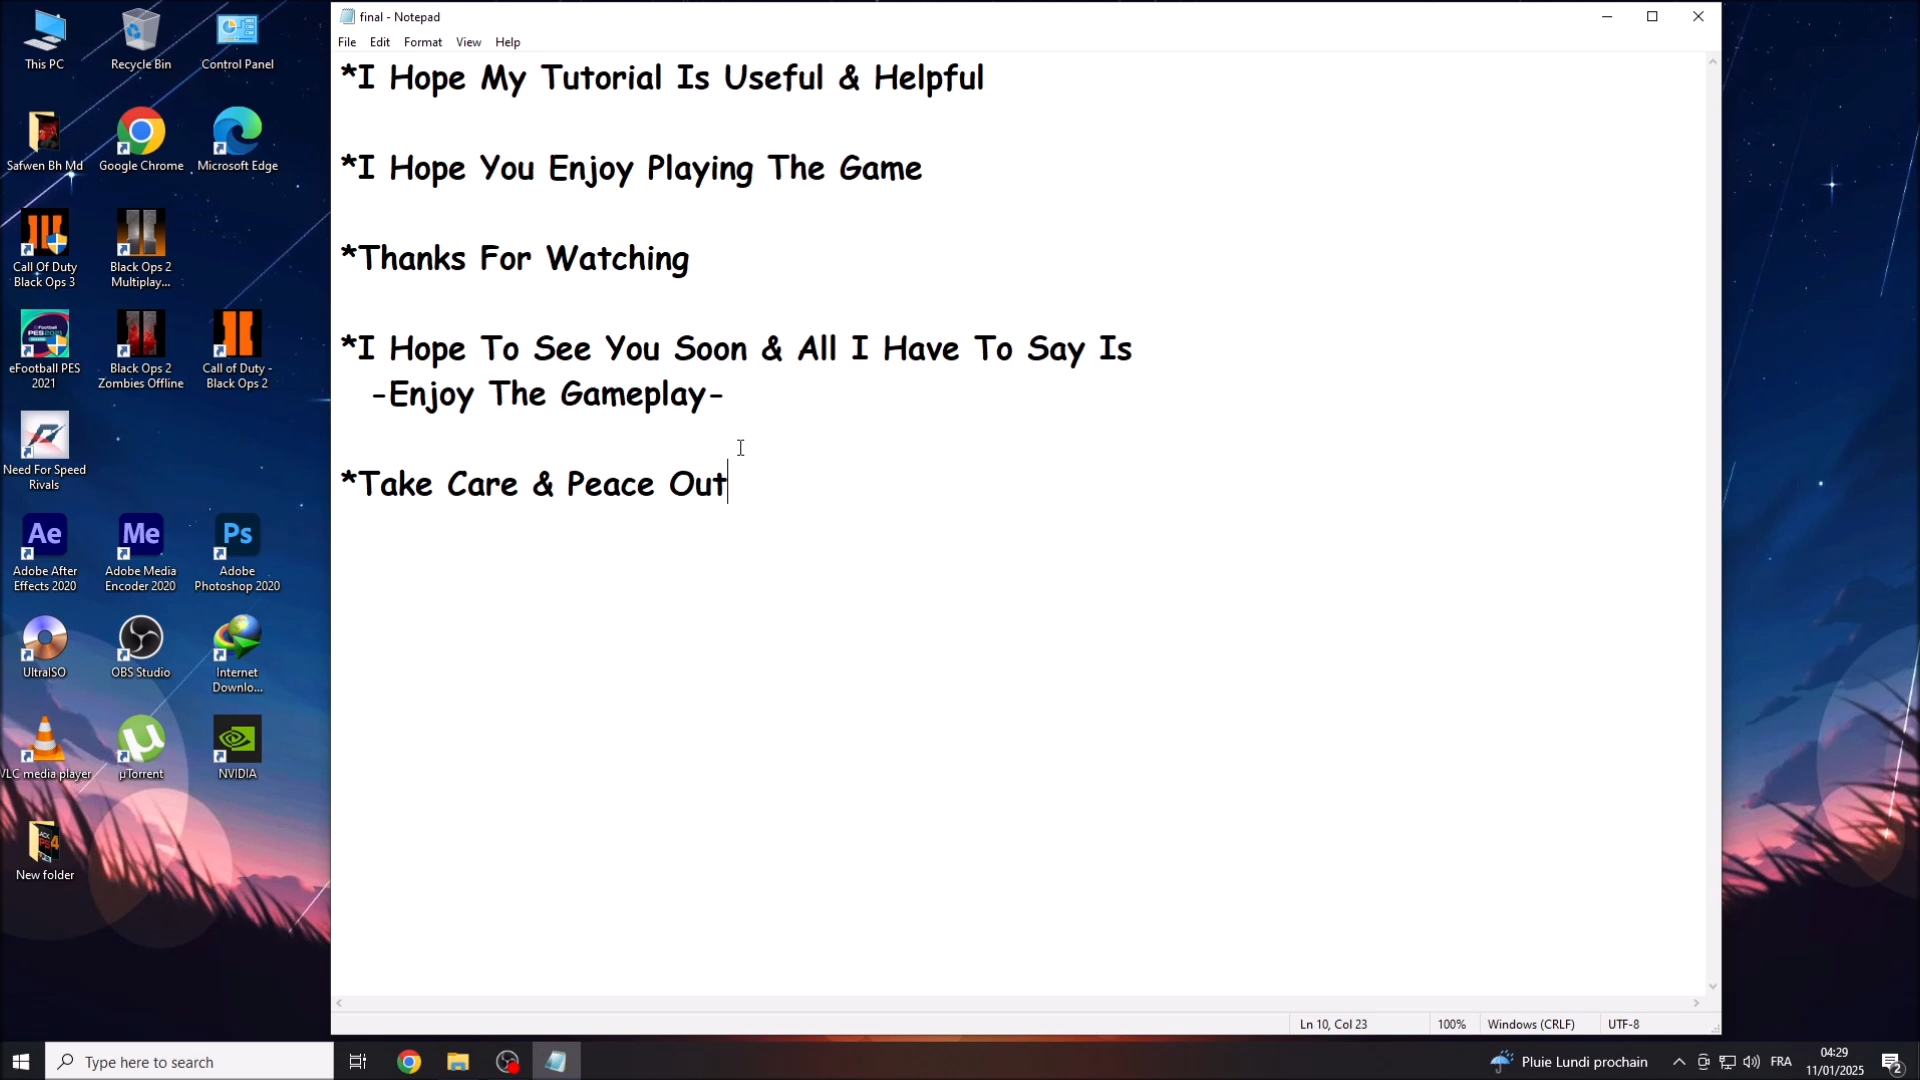 final - Notepad
File Edit Format View Help
*I Hope My Tutorial Is Useful & Helpful
*I Hope You Enjoy Playing The Game
*Thanks For Watching
*I Hope To See You Soon & All I Have To Say Is
-Enjoy The Gameplay-
*Take Care & Peace Out
Ln 10, Col 23 100% Windows (CRLF) UTF-8
This PC Recycle Bin Control Panel
Safwen Bh Md Google Chrome Microsoft Edge
Call Of Duty Black Ops 2
Black Ops 3 Multiplay...
eFootball PES Black Ops 2 Call of Duty -
2021 Zombies Offline Black Ops 2
Need For Speed
Rivals
Ae Me Ps
Adobe After Adobe Media Adobe
Effects 2020 Encoder 2020 Photoshop 2020
UltraISO OBS Studio Internet
Downlo...
VLC media player µTorrent NVIDIA
New folder
Type here to search
Pluie Lundi prochain FRA 04:29
11/01/2025 2